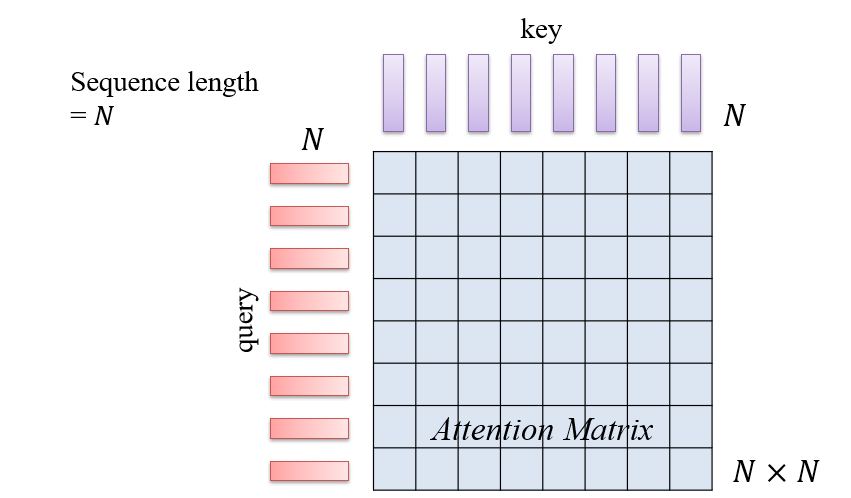 key
Sequence length
= N
N
N
query
Attention Matrix
N × N